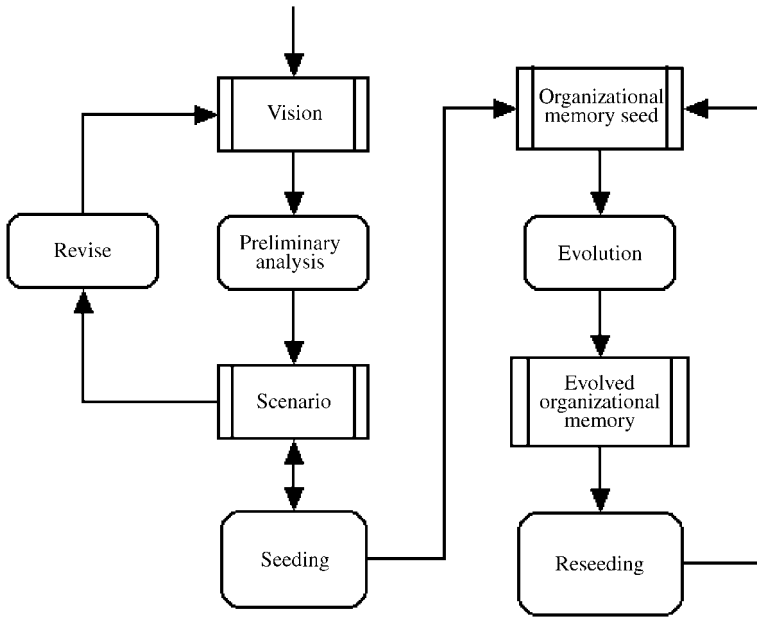 Vision
Revise
Preliminary
analysis
Scenario
Seeding
Organizational
memory seed
Evolution
Evolved
organizational
memory
Reseeding